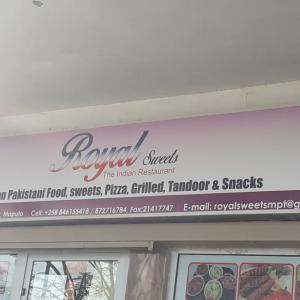 Royal Sweets
The Indian Restaurant
Pakistani Food, sweets, Pizza, Grilled, Tandoor & Snacks
Maputo Cell: +258 846155418 / 872716784, Fax:21417747 E-mail: royalsweetsmpt@g